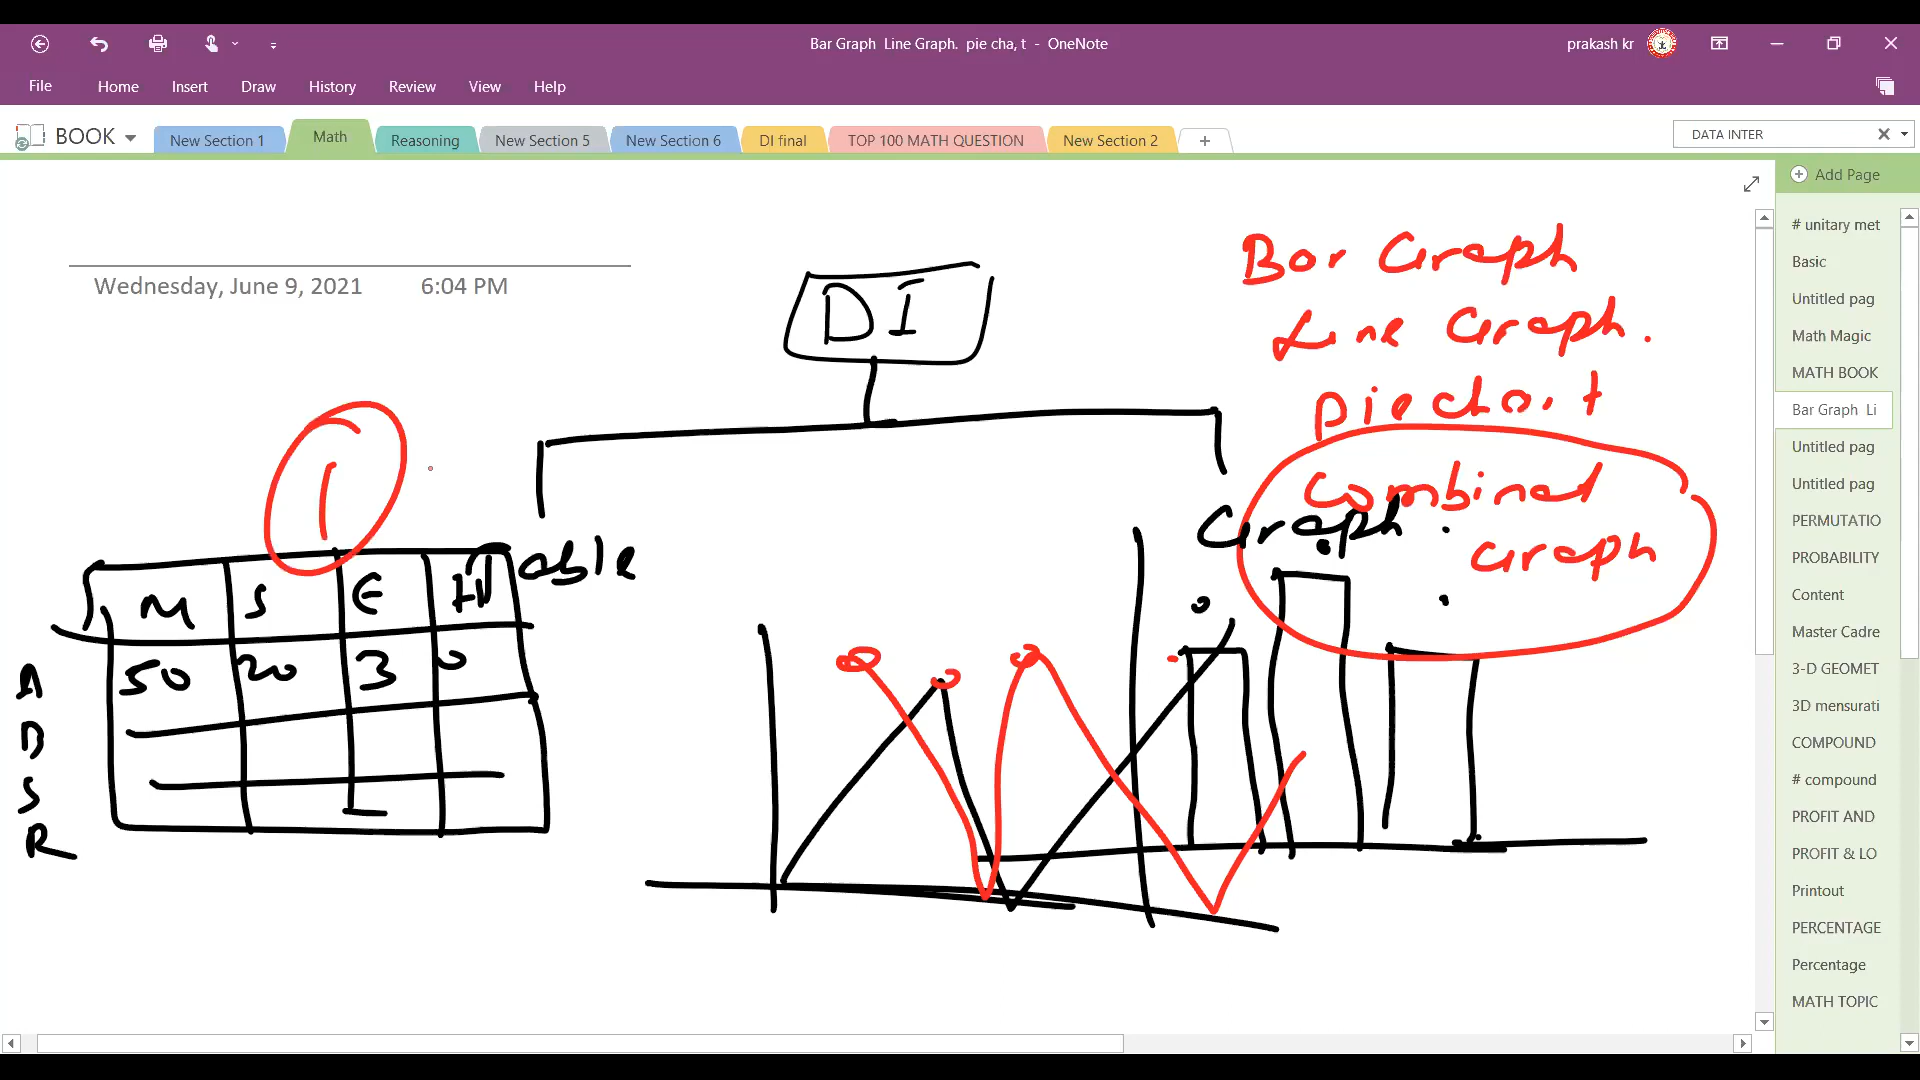 Bar Graph  Line Graph.  pie cha, t  -  OneNote
prakash kr
File
Home
Insert
Draw
History
Review
View
Help
BOOK
New Section 1
Math
Reasoning
New Section 5
New Section 6
DI final
TOP 100 MATH QUESTION
New Section 2
DATA INTER
Add Page
# unitary met
Basic
Untitled pag
Math Magic
MATH BOOK
Bar Graph  Li
Untitled pag
Untitled pag
PERMUTATIO
PROBABILITY
Content
Master Cadre
3-D GEOMET
3D mensurati
COMPOUND
# compound
PROFIT AND
PROFIT & LO
Printout
PERCENTAGE
Percentage
MATH TOPIC
Wednesday, June 9, 2021
6:04 PM
DI
Bar Graph
Line Graph.
pie cha, t
Combined
Graph
Graph
Table
1
M S E H
A 50 20 30
B
S
R